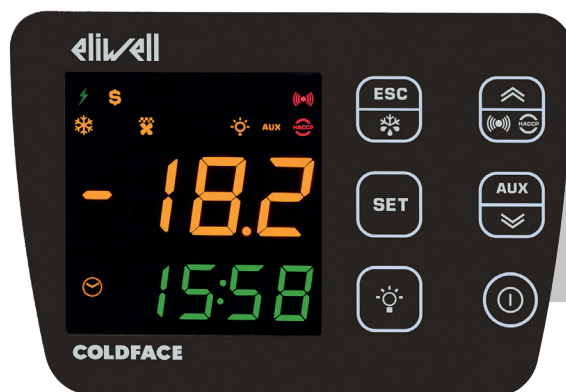 eliwell
ESC
$
HACCP
AUX HACCP
-18.2
SET
AUX
15:58
COLDFACE